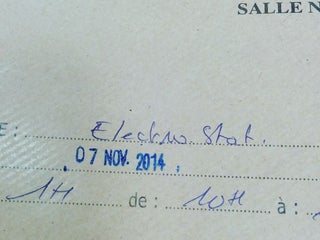 SALLE N
E : Electro Stat.
07 NOV. 2014
1H de : 10H à :